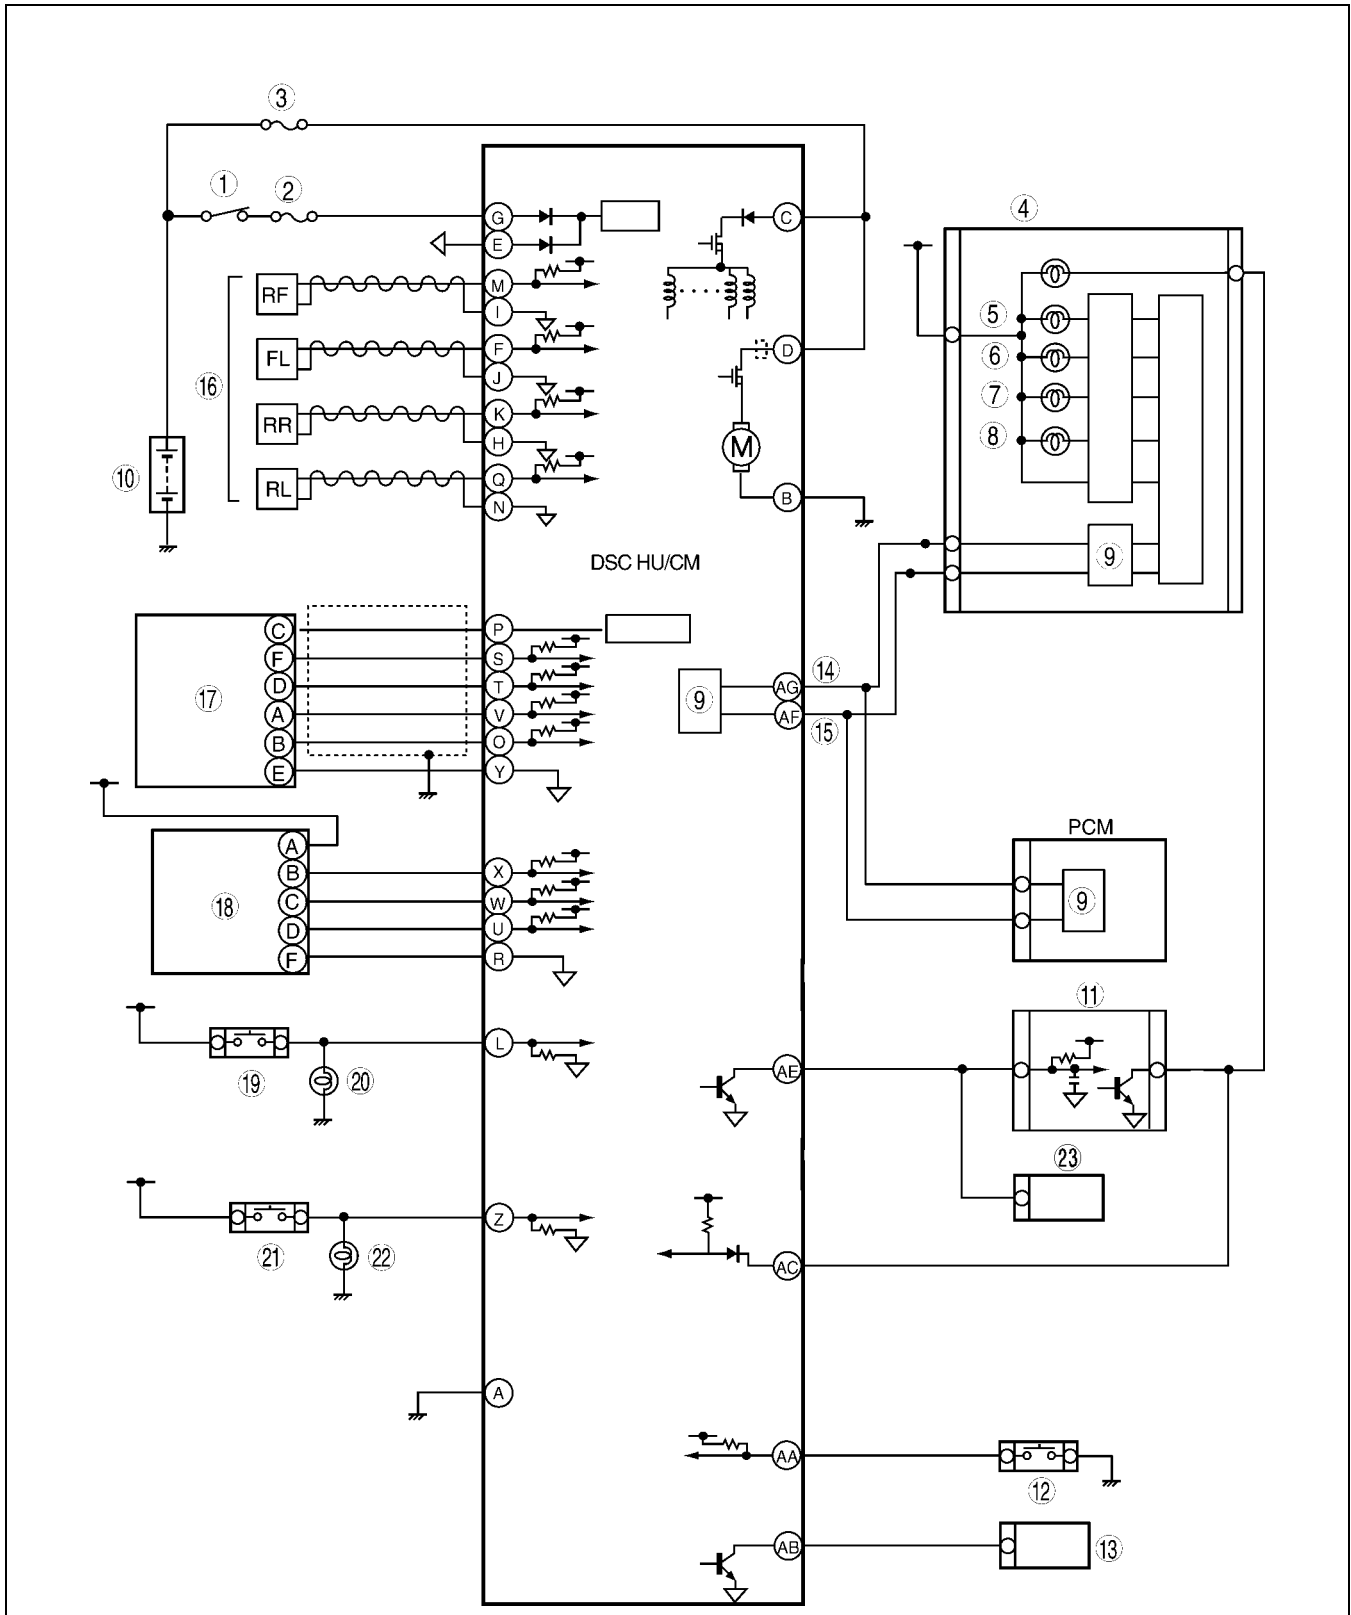 ③
① ②
④
G
E
C
RF
M
I
⑤
FL
F
J
D
⑥
⑯
⑦
RR
K
H
⑧
M
⑩
RL
Q
N
B
DSC HU/CM
⑨
C
P
F
S
⑰
D
T
⑨
AG
⑭
A
V
AF
⑮
B
O
E
Y
PCM
A
B
X
⑱
C
W
⑨
D
U
F
R
⑪
L
AE
⑲
⑳
㉓
Z
㉑
㉒
AC
A
AA
⑫
AB
⑬